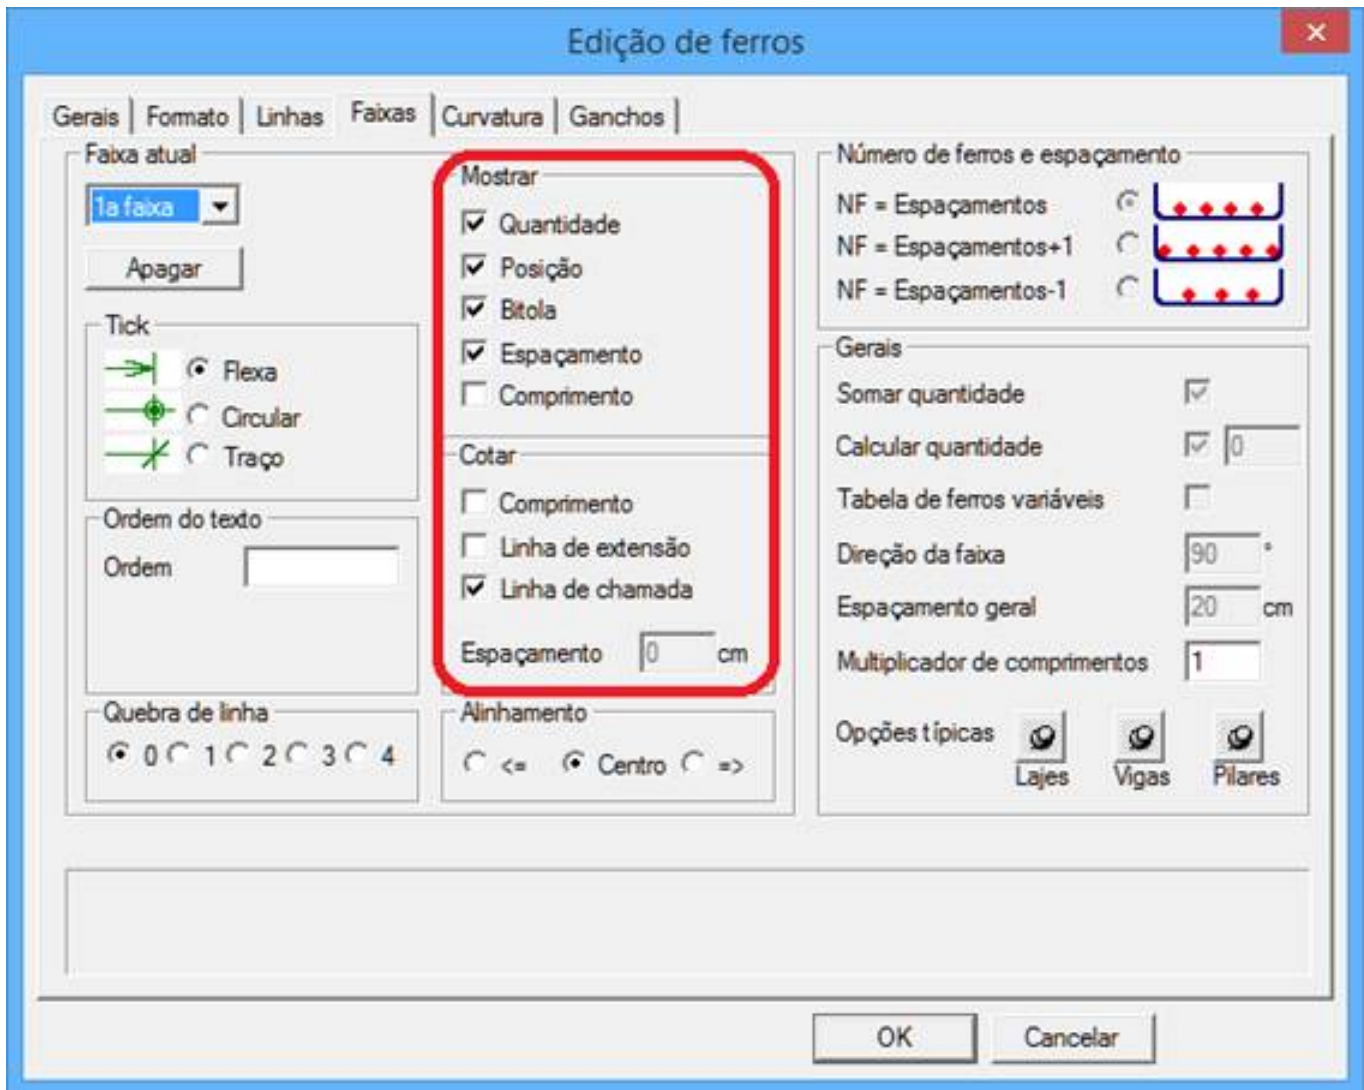 Edição de ferros
Gerais
Formato
Linhas
Faixas
Curvatura
Ganchos
Faixa atual
1a faixa
Apagar
Tick
Flexa
Circular
Traço
Ordem do texto
Ordem
Quebra de linha
0 1 2 3 4
Mostrar
Quantidade
Posição
Bitola
Espaçamento
Comprimento
Cotar
Comprimento
Linha de extensão
Linha de chamada
Espaçamento 0 cm
Alinhamento
<= Centro =>
Número de ferros e espaçamento
NF = Espaçamentos
NF = Espaçamentos+1
NF = Espaçamentos-1
Gerais
Somar quantidade
Calcular quantidade 0
Tabela de ferros variáveis
Direção da faixa 90 °
Espaçamento geral 20 cm
Multiplicador de comprimentos 1
Opções típicas
Lajes Vigas Pilares
OK
Cancelar